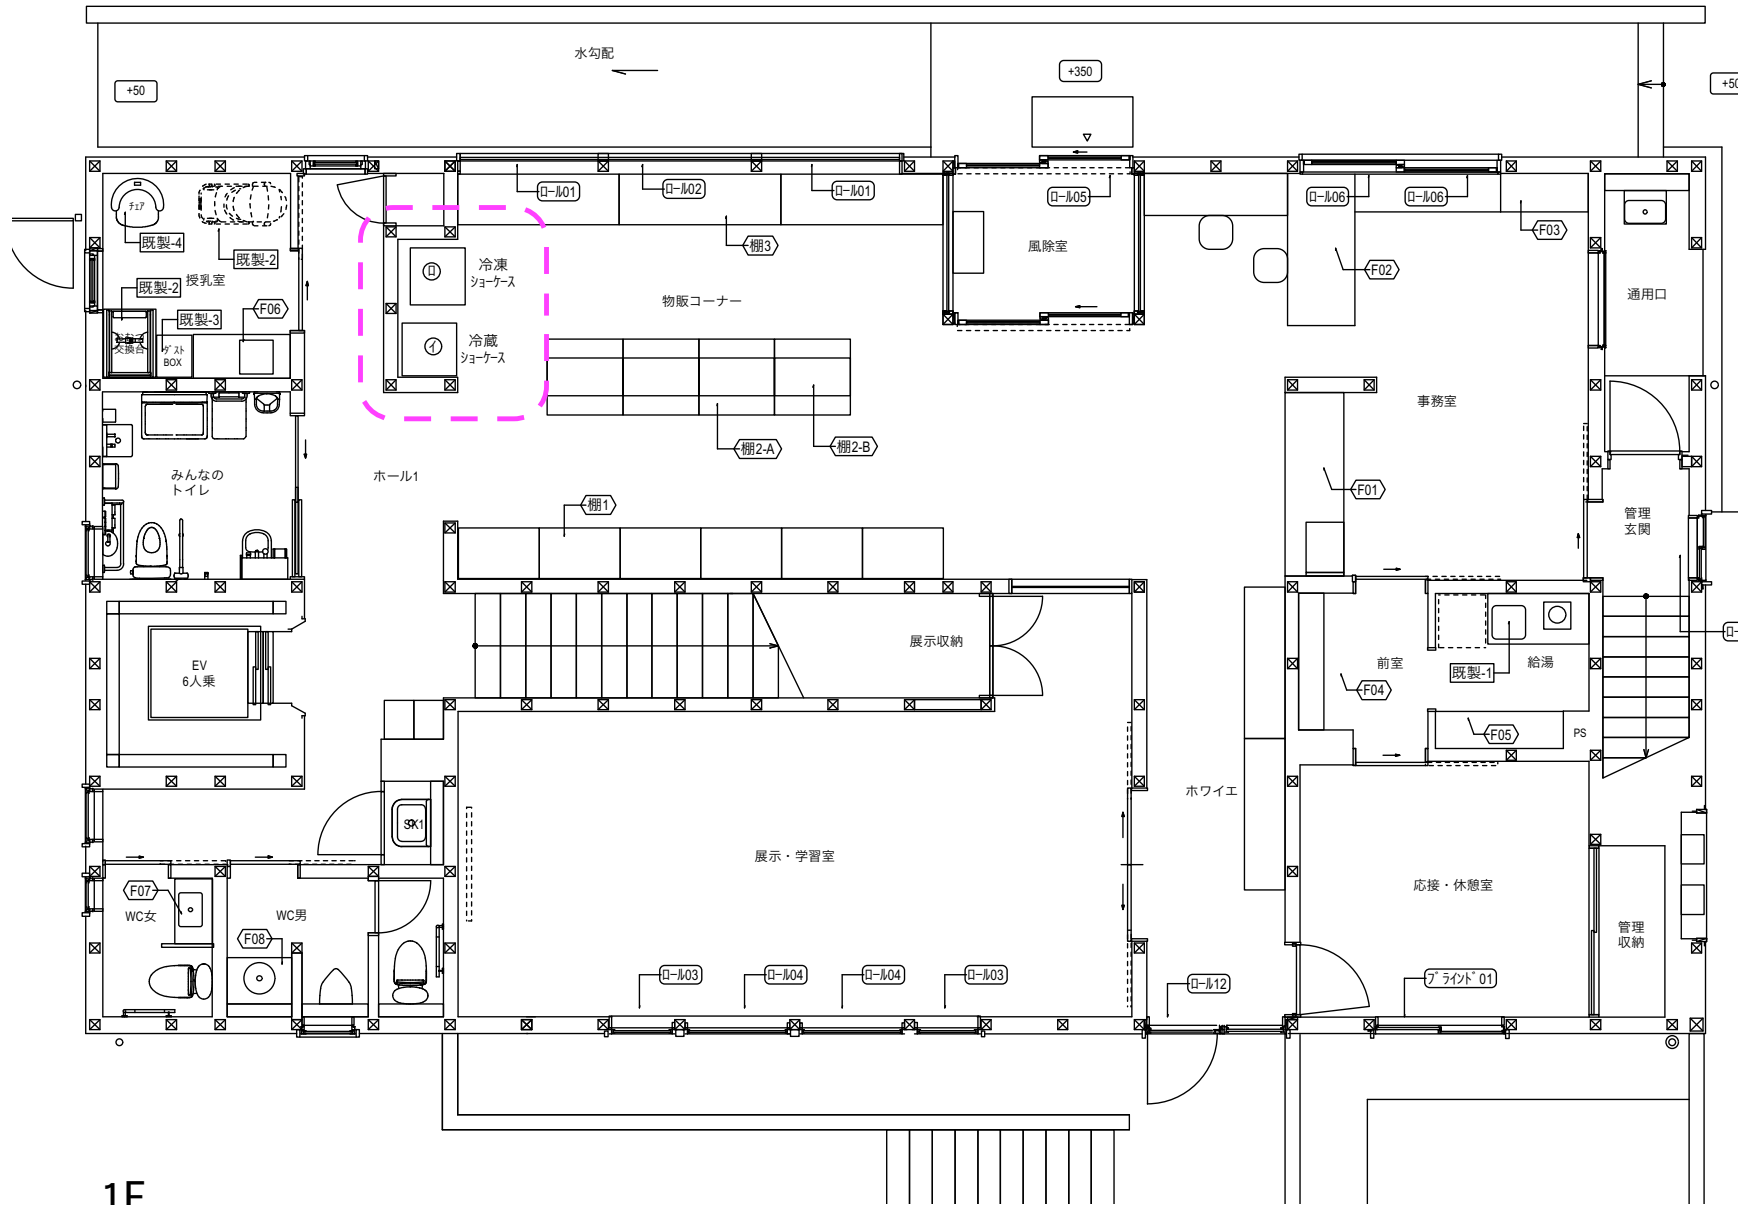 水勾配
+50
+350
+50
ロール01
ロール02
ロール01
ロール05
ロール06
ロール06
F03
チェア
既製-4
既製-2
授乳室
既製-2
既製-3
F06
交換台
ダスト
BOX
ロ
冷凍
ショーケース
イ
冷蔵
ショーケース
棚3
物販コーナー
風除室
F02
通用口
棚2-A
棚2-B
事務室
みんなの
トイレ
ホール1
棚1
F01
管理
玄関
EV
6人乗
展示収納
前室
既製-1
給湯
F04
F05
PS
ホワイエ
SK1
展示・学習室
応接・休憩室
F07
WC女
WC男
F08
管理
収納
ロール03
ロール04
ロール04
ロール03
ロール12
ブラインド01
1F